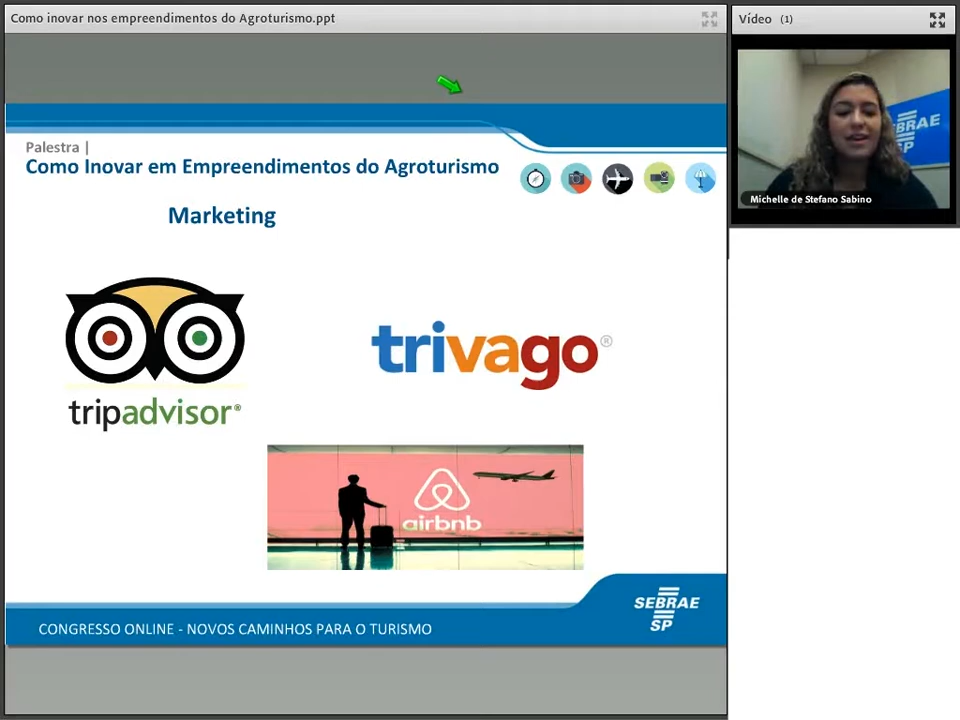 Como inovar nos empreendimentos do Agroturismo.ppt
Vídeo (1)
SEBRAE
SP
Michelle de Stefano Sabino
Palestra |
Como Inovar em Empreendimentos do Agroturismo
Marketing
tripadvisor®
trivago®
airbnb
SEBRAE
SP
CONGRESSO ONLINE - NOVOS CAMINHOS PARA O TURISMO